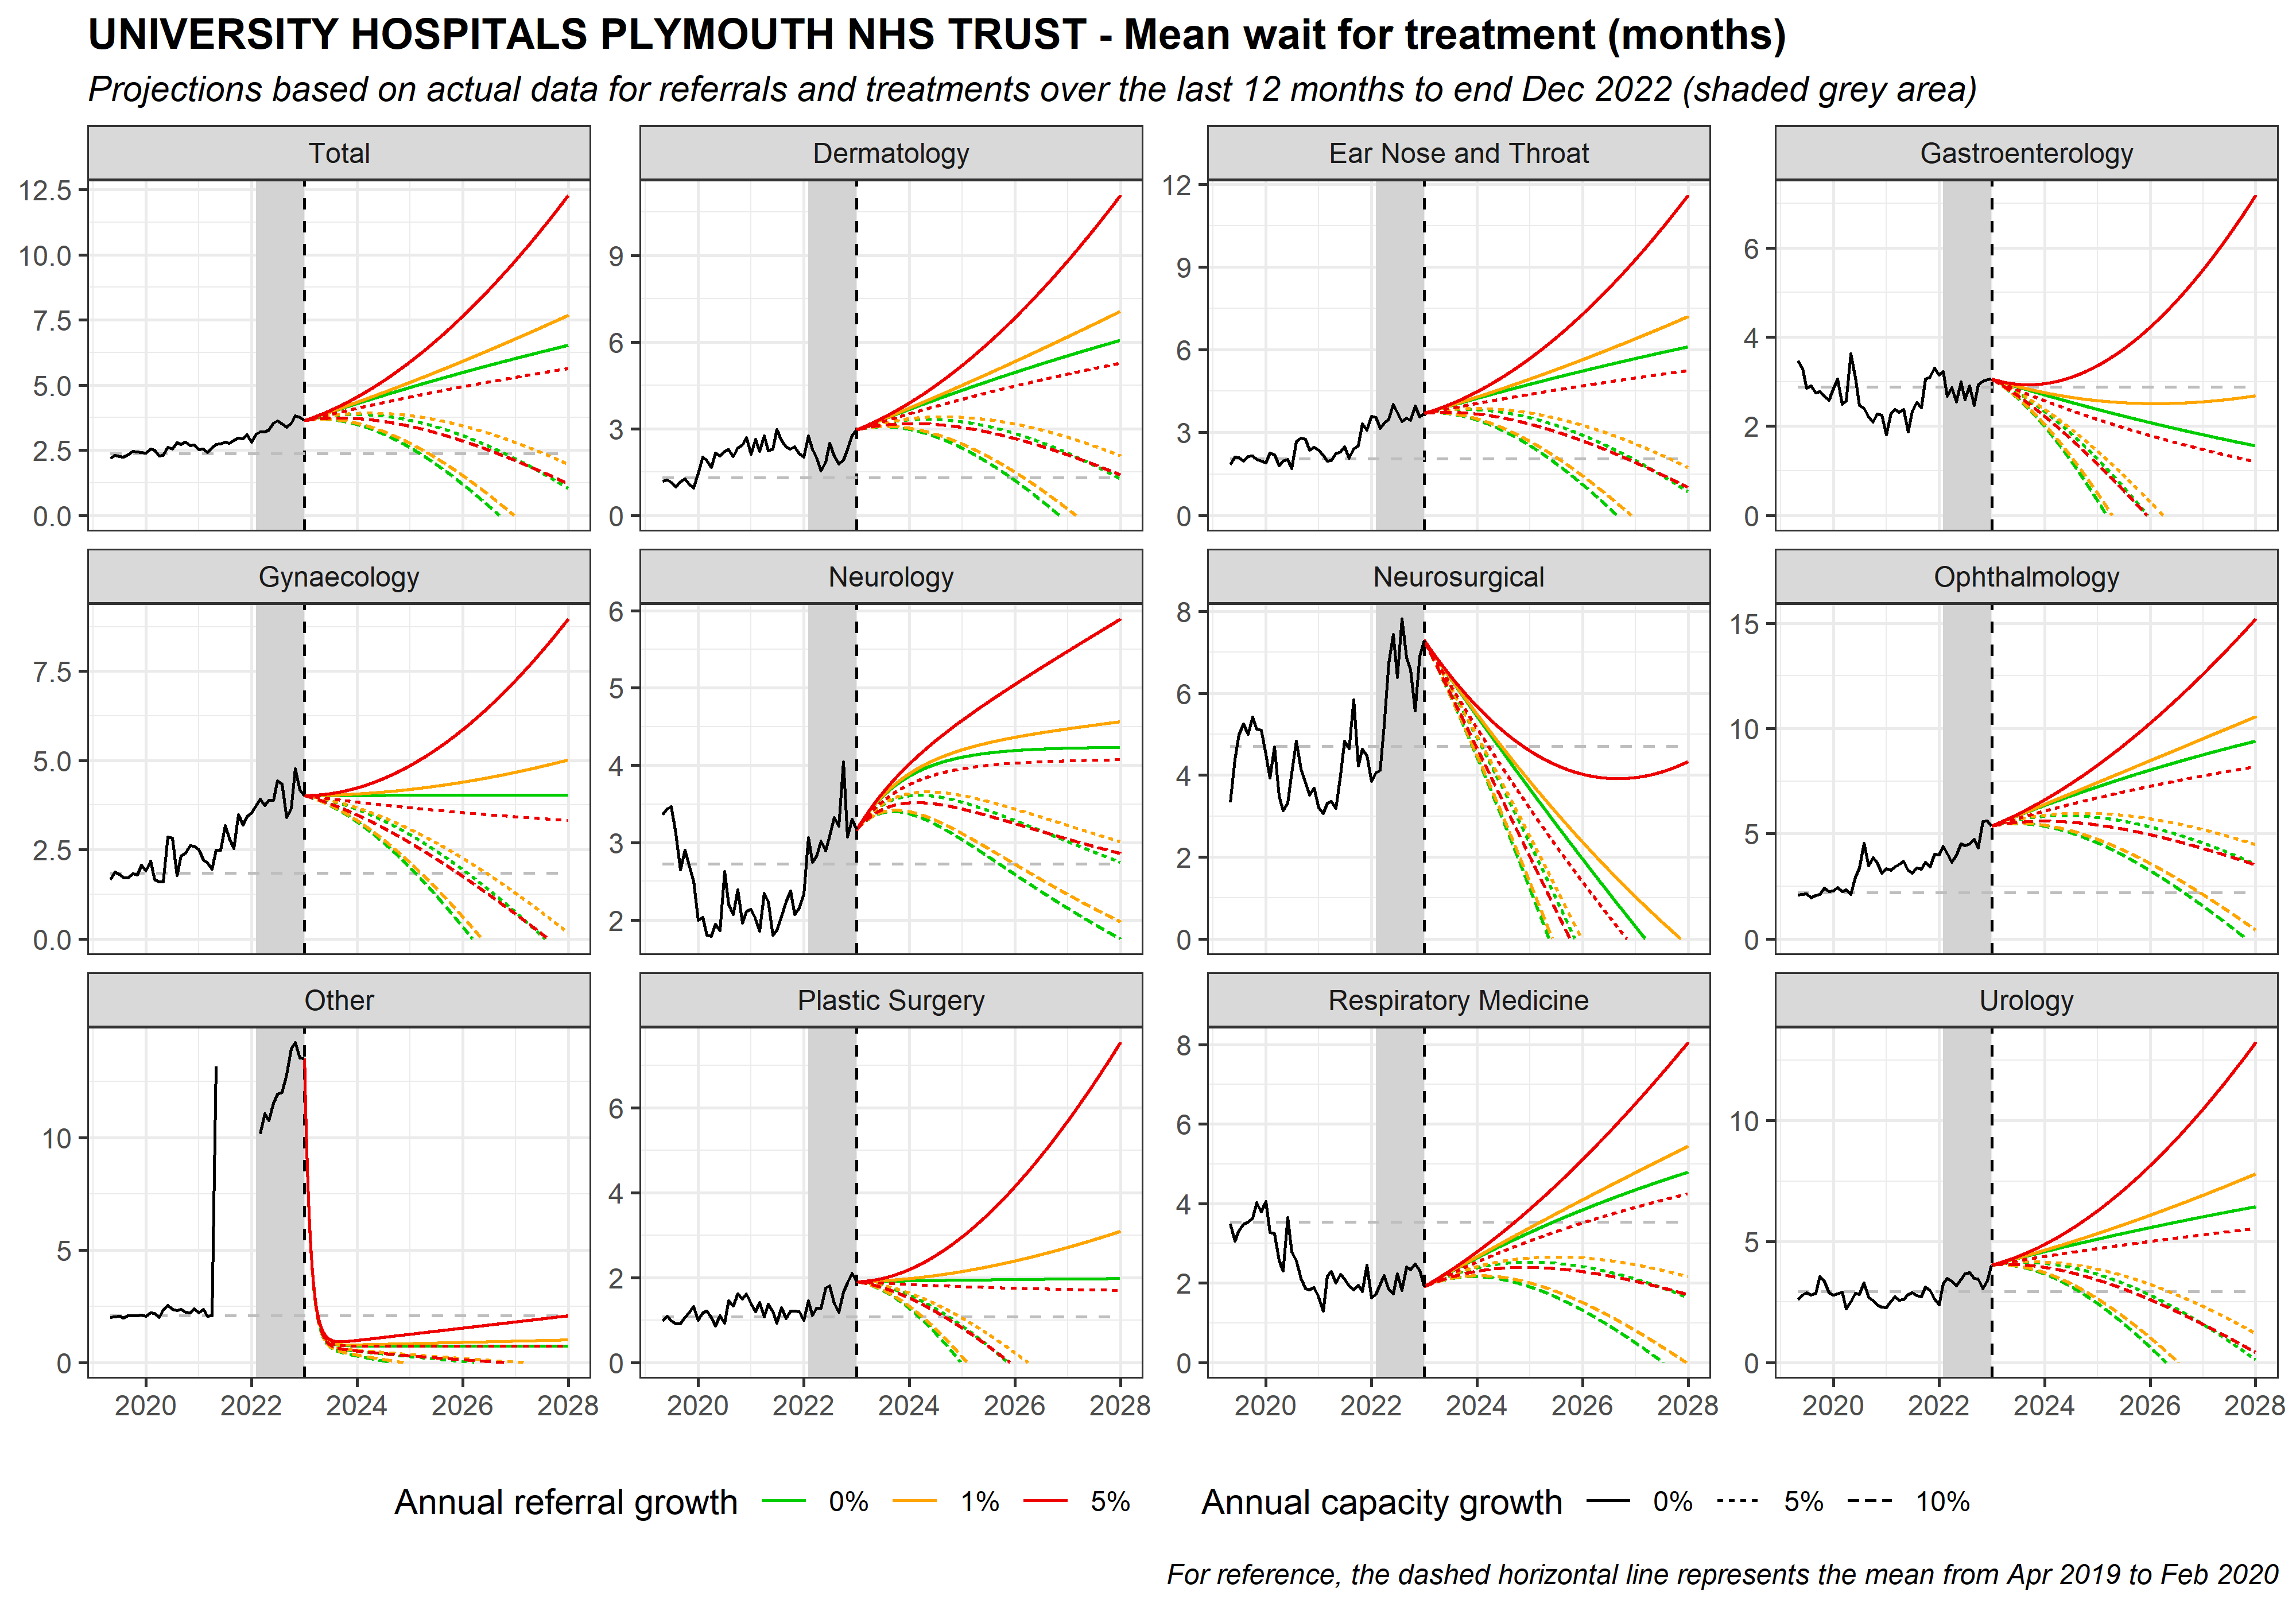 UNIVERSITY HOSPITALS PLYMOUTH NHS TRUST - Mean wait for treatment (months)
Projections based on actual data for referrals and treatments over the last 12 months to end Dec 2022 (shaded grey area)
Total
Dermatology
Ear Nose and Throat
Gastroenterology
12.5
10.0
7.5
5.0
2.5
0.0
9
6
3
0
12
9
6
3
0
6
4
2
0
Gynaecology
Neurology
Neurosurgical
Ophthalmology
7.5
5.0
2.5
0.0
6
5
4
3
2
8
6
4
2
0
15
10
5
0
Other
Plastic Surgery
Respiratory Medicine
Urology
10
5
0
6
4
2
0
8
6
4
2
0
10
5
0
2020 2022 2024 2026 2028
2020 2022 2024 2026 2028
2020 2022 2024 2026 2028
2020 2022 2024 2026 2028
Annual referral growth 0% 1% 5% Annual capacity growth 0% 5% 10%
For reference, the dashed horizontal line represents the mean from Apr 2019 to Feb 2020